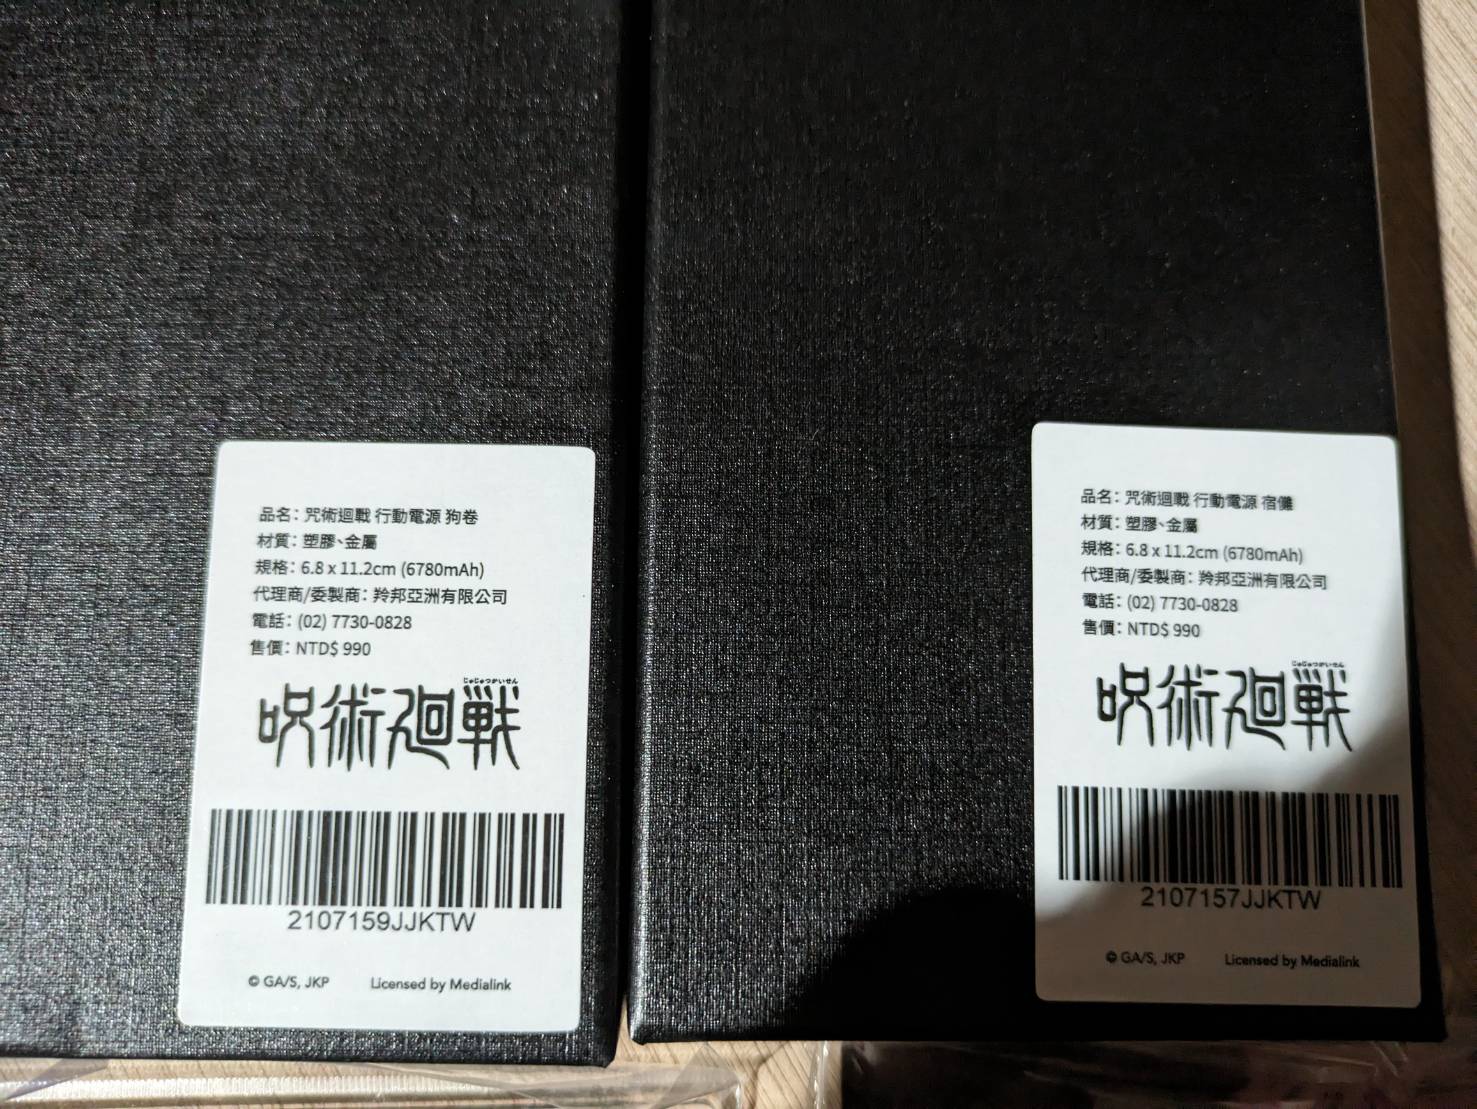 品名：咒術迴戰 行動電源 狗卷
材質：塑膠、金屬
規格：6.8 x 11.2cm (6780mAh)
代理商/委製商：羚邦亞洲有限公司
電話：(02) 7730-0828
售價：NTD$ 990
じゅじゅつかいせん
呪術廻戦
2107159JJKTW
© GA/S, JKP Licensed by Medialink
品名：咒術迴戰 行動電源 宿儺
材質：塑膠、金屬
規格：6.8 x 11.2cm (6780mAh)
代理商/委製商：羚邦亞洲有限公司
電話：(02) 7730-0828
售價：NTD$ 990
じゅじゅつかいせん
呪術廻戦
2107157JJKTW
© GA/S, JKP Licensed by Medialink